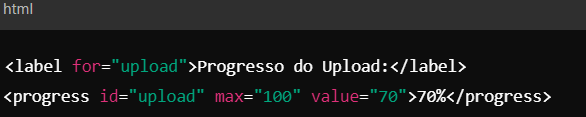 html
<label for="upload">Progresso do Upload:</label>
<progress id="upload" max="100" value="70">70%</progress>